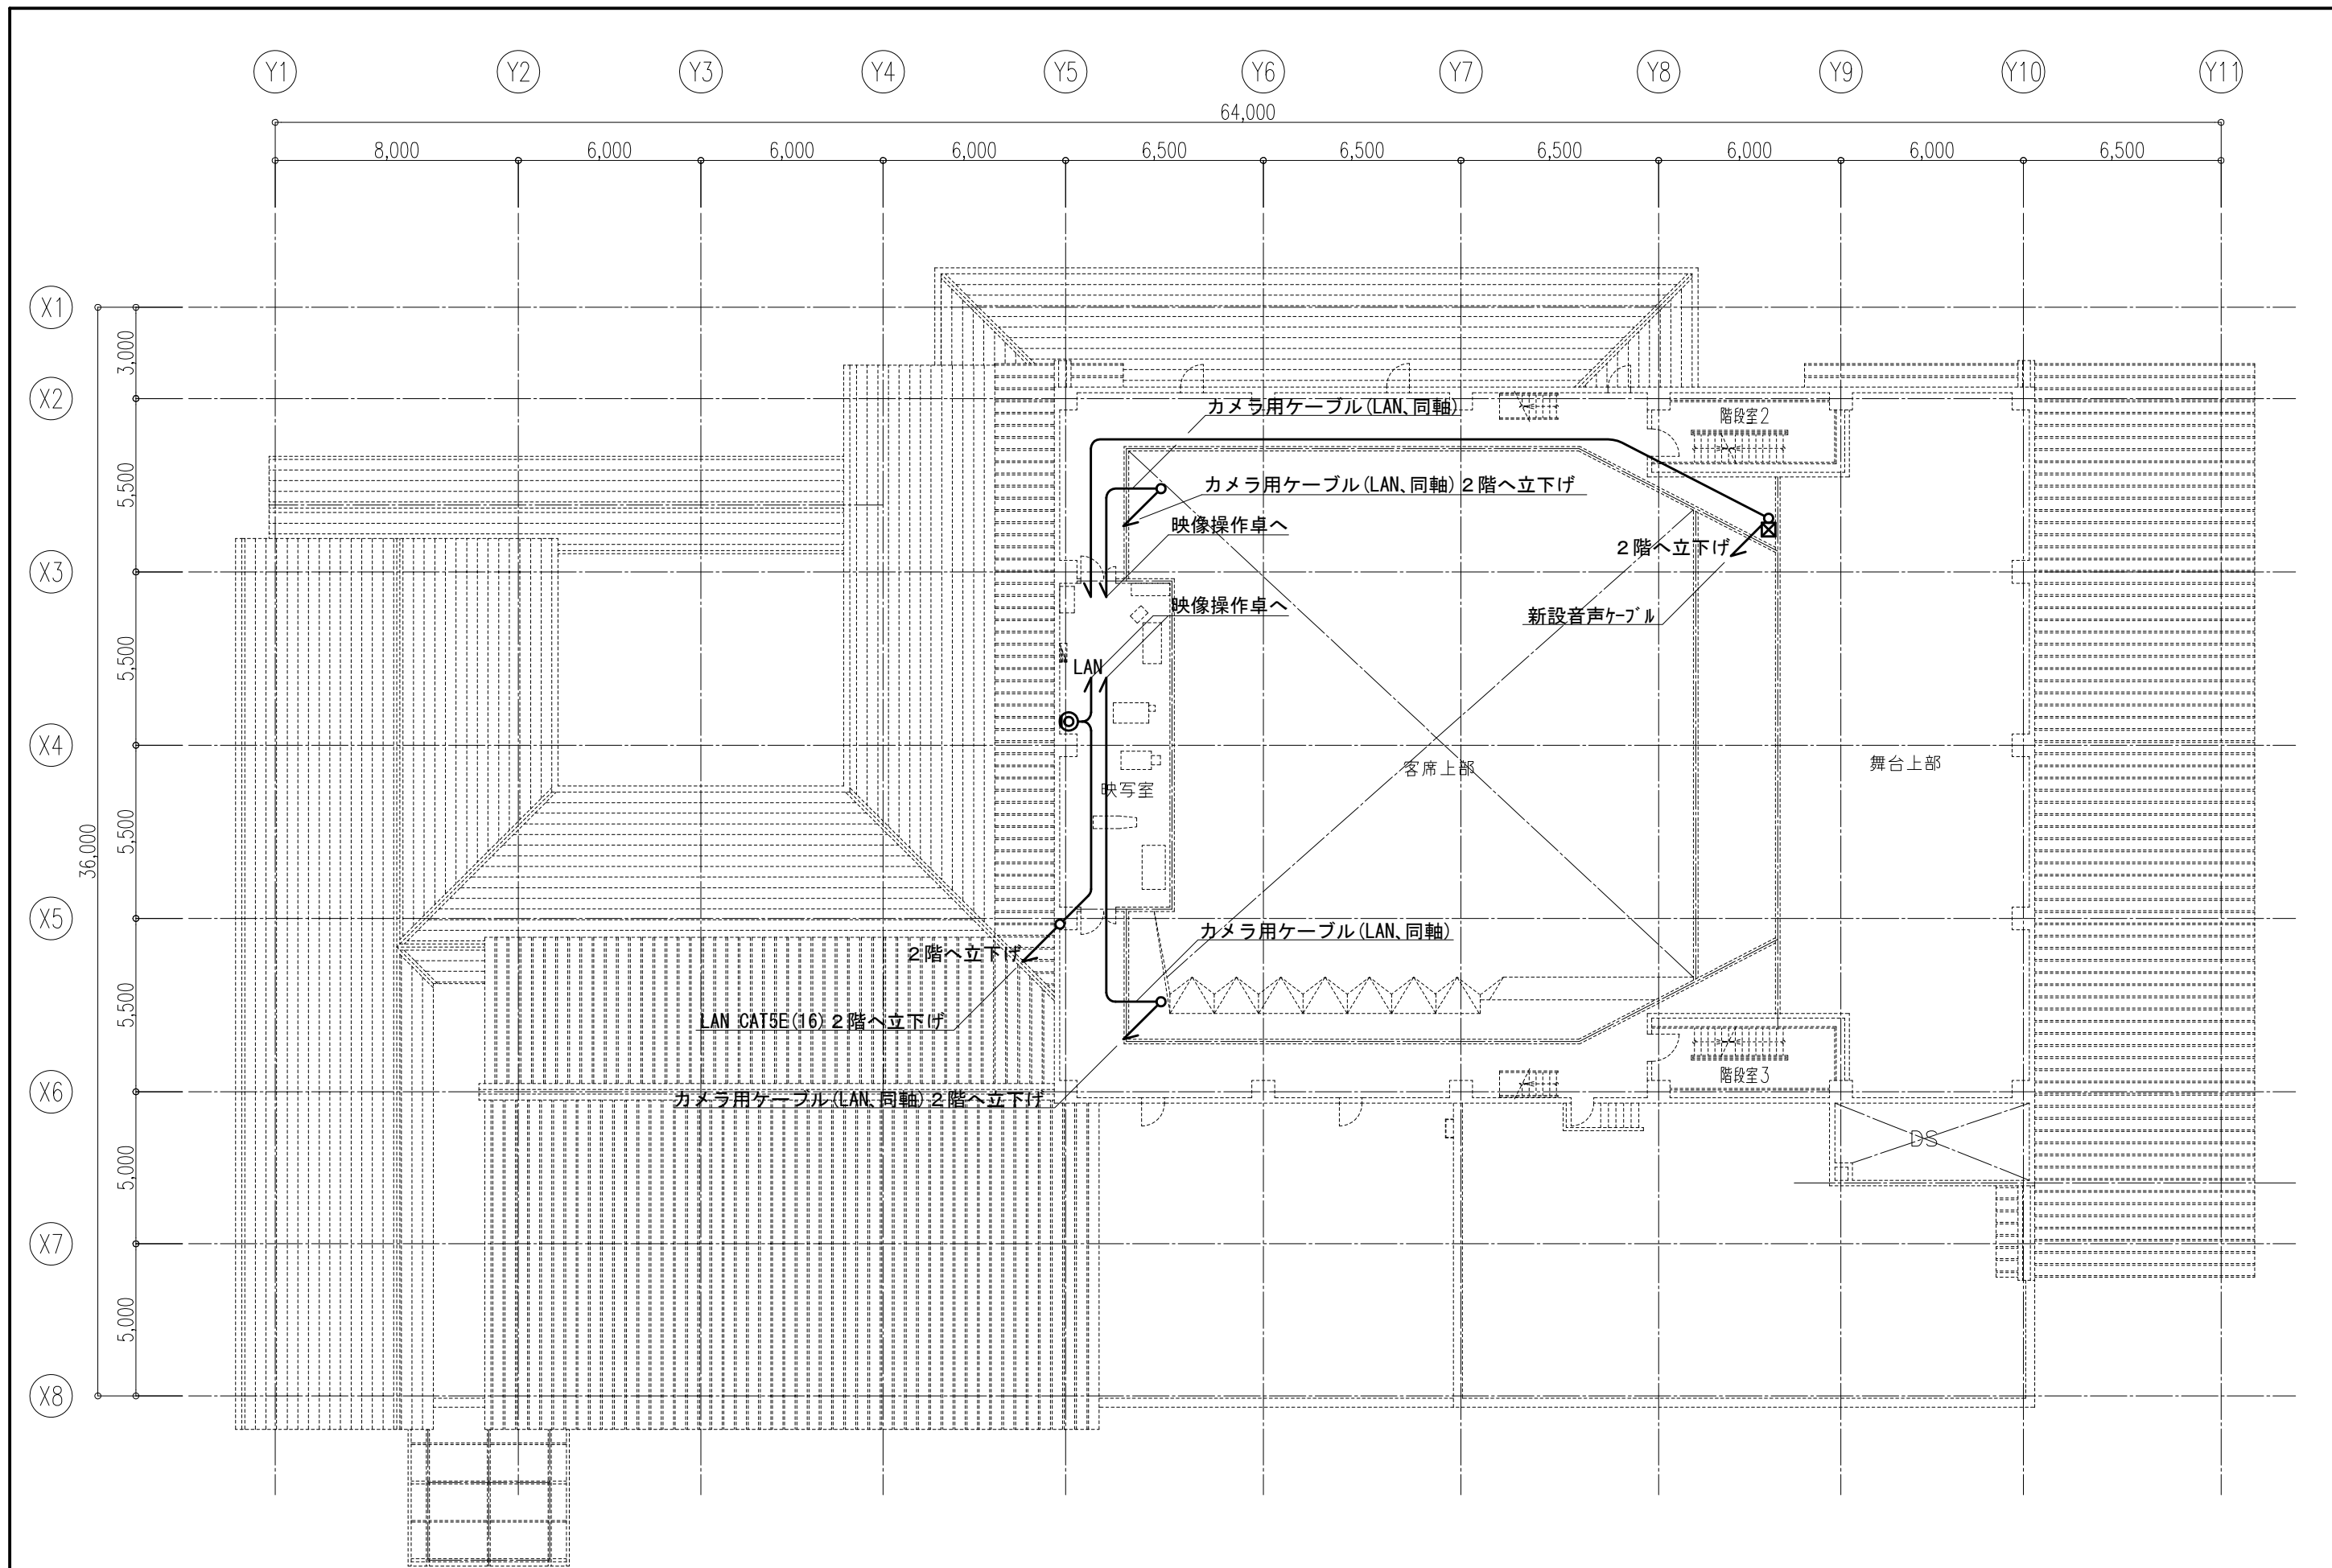 Y1 Y2 Y3 Y4 Y5 Y6 Y7 Y8 Y9 Y10 Y11
64,000
8,000 6,000 6,000 6,000 6,500 6,500 6,500 6,000 6,000 6,500
X1
3,000
X2
カメラ用ケーブル(LAN、同軸)
階段室2
5,500
カメラ用ケーブル(LAN、同軸)2階へ立下げ
映像操作卓へ
2階へ立下げ
X3
映像操作卓へ
新設音声ケーブル
5,500
LAN
X4
舞台上部
客席上部
映写室
36,000
5,500
X5
カメラ用ケーブル(LAN、同軸)
2階へ立下げ
5,500
LAN CAT5E(16)2階へ立下げ
階段室3
X6
カメラ用ケーブル(LAN、同軸)2階へ立下げ
DS
5,000
X7
5,000
X8